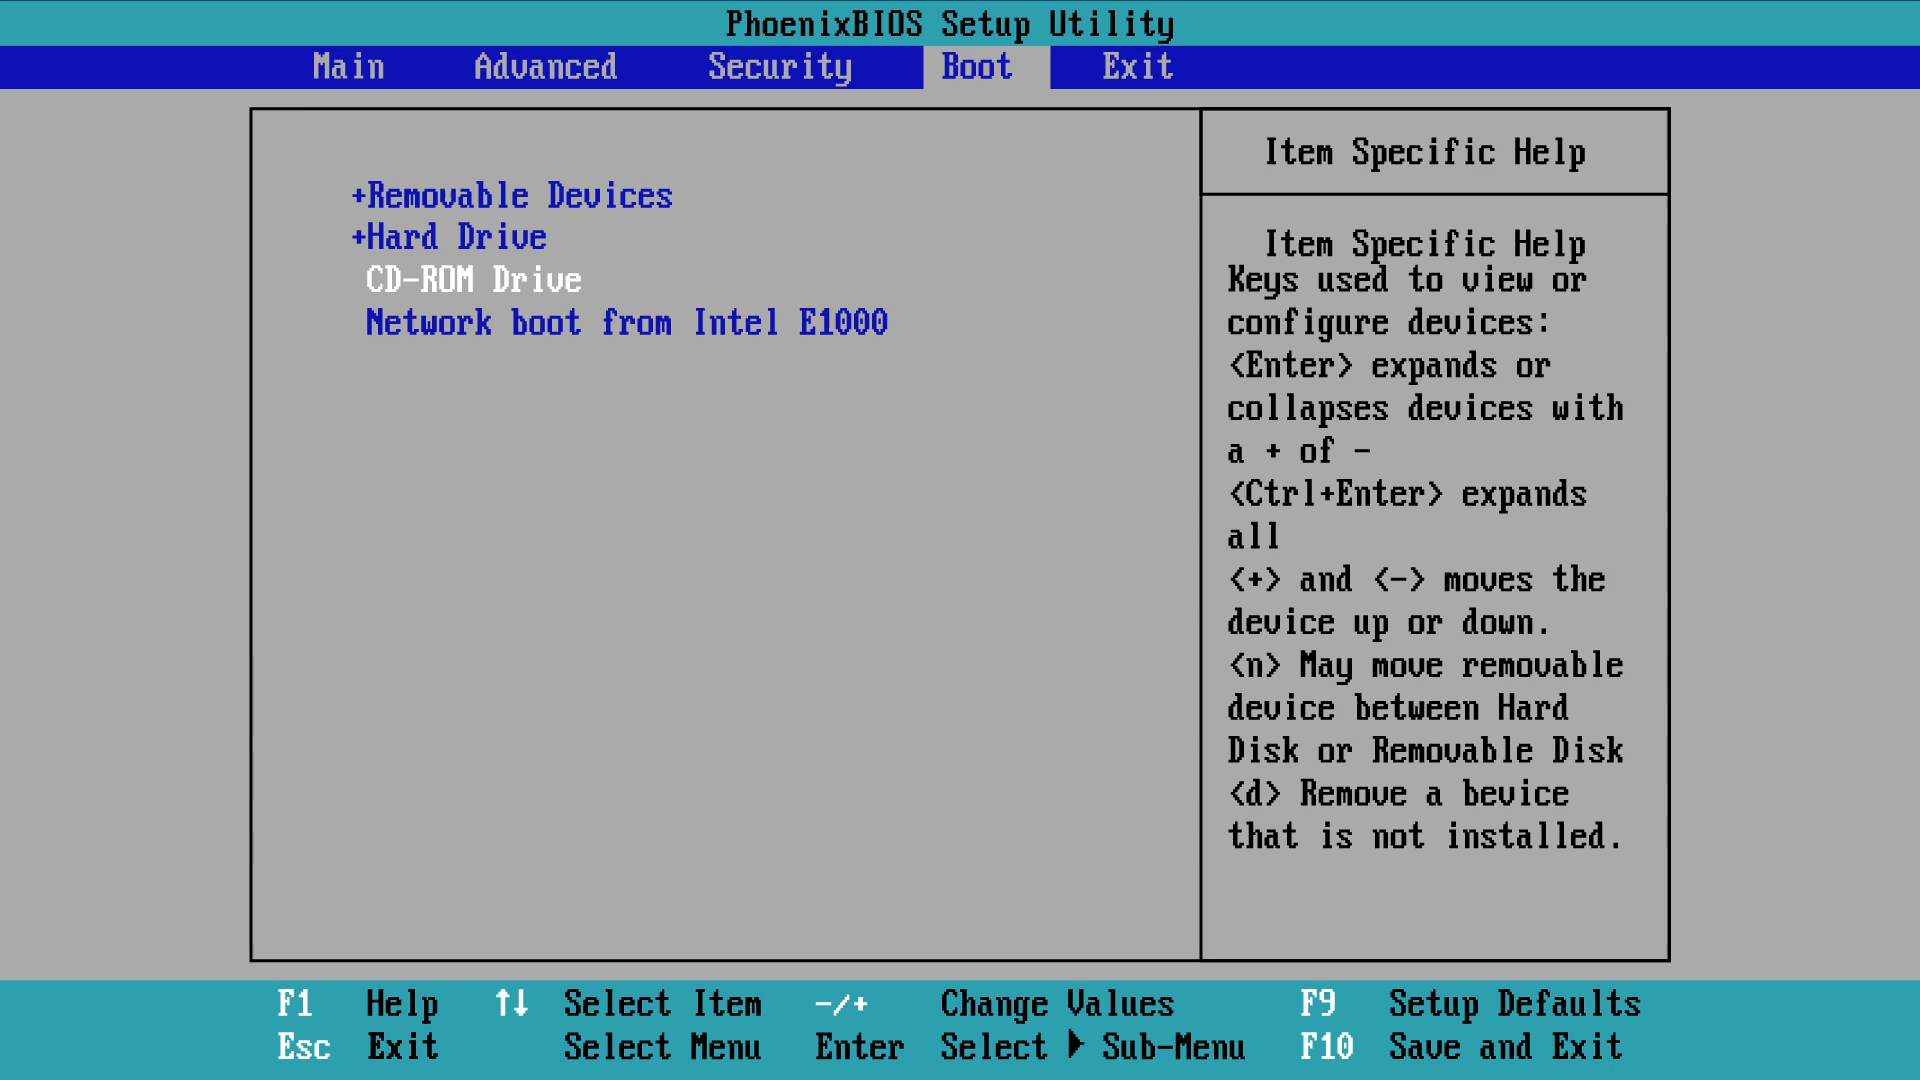 PhoenixBIOS Setup Utility
Main Advanced Security Boot Exit
+Removable Devices
+Hard Drive
CD-ROM Drive
Network boot from Intel E1000
Item Specific Help
Item Specific Help
Keys used to view or
configure devices:
<Enter> expands or
collapses devices with
a + of -
<Ctrl+Enter> expands
all
<+> and <-> moves the
device up or down.
<n> May move removable
device between Hard
Disk or Removable Disk
<d> Remove a bevice
that is not installed.
F1 Help ↑↓ Select Item -/+ Change Values F9 Setup Defaults
Esc Exit Select Menu Enter Select ▶ Sub-Menu F10 Save and Exit